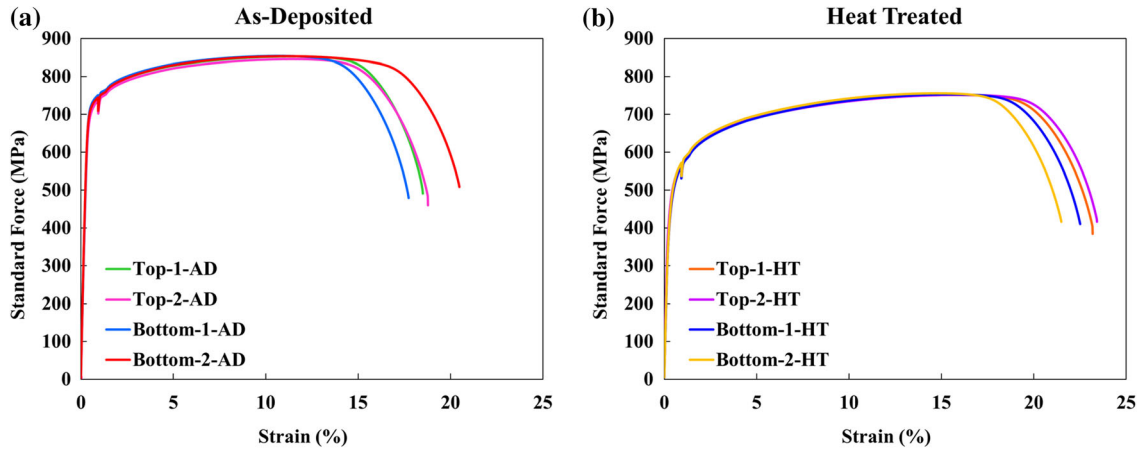 (a)
As-Deposited
Standard Force (MPa)
900
800
700
600
500
400
300
200
100
0
Top-1-AD
Top-2-AD
Bottom-1-AD
Bottom-2-AD
0 5 10 15 20 25
Strain (%)
(b)
Heat Treated
Standard Force (MPa)
900
800
700
600
500
400
300
200
100
0
Top-1-HT
Top-2-HT
Bottom-1-HT
Bottom-2-HT
0 5 10 15 20 25
Strain (%)